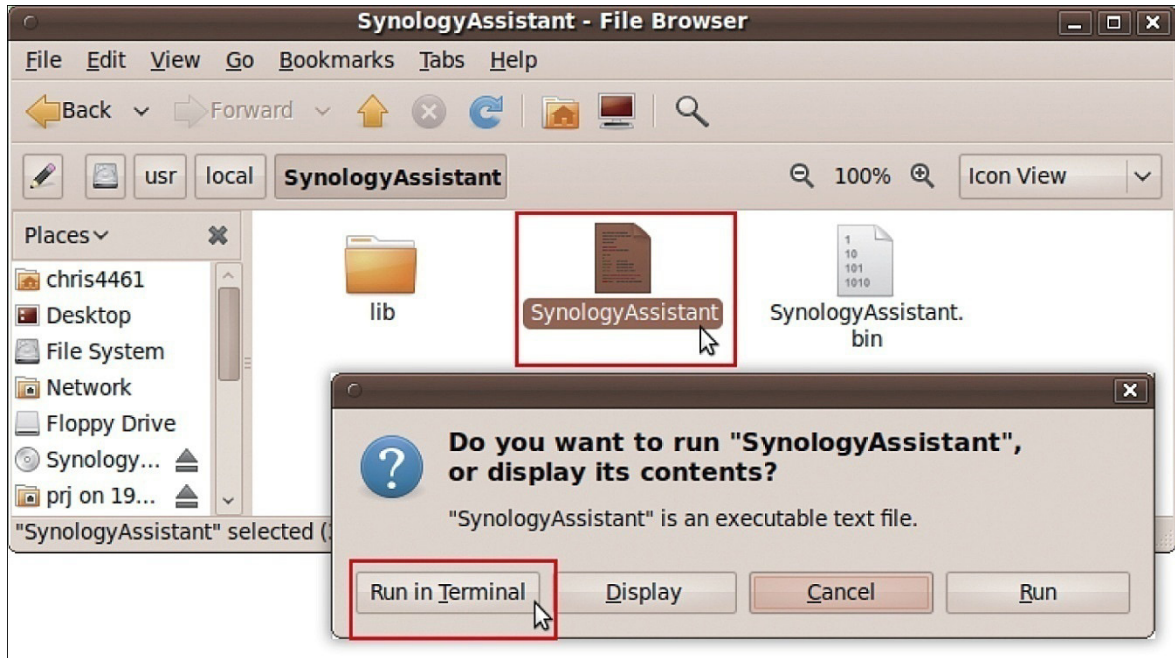 SynologyAssistant - File Browser
File Edit View Go Bookmarks Tabs Help
Back Forward
usr local SynologyAssistant 100% Icon View
Places
chris4461
Desktop
File System
Network
Floppy Drive
Synology...
prj on 19...
lib
SynologyAssistant
1
10
101
1010
SynologyAssistant.
bin
"SynologyAssistant" selected (
Do you want to run "SynologyAssistant",
or display its contents?
"SynologyAssistant" is an executable text file.
Run in Terminal Display Cancel Run